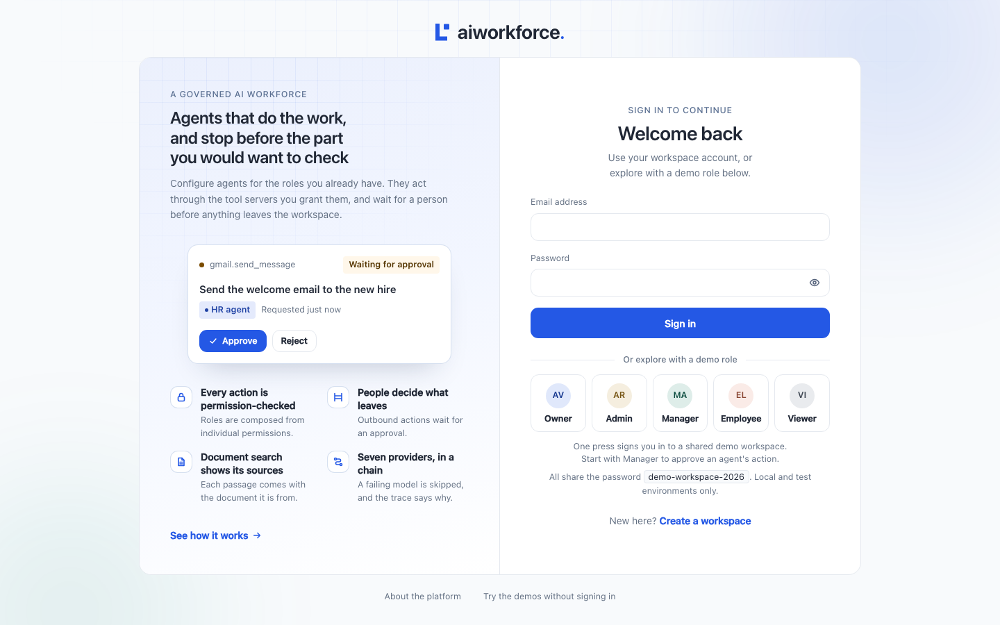 aiworkforce.
A GOVERNED AI WORKFORCE
Agents that do the work,
and stop before the part
you would want to check
Configure agents for the roles you already have. They act
through the tool servers you grant them, and wait for a person
before anything leaves the workspace.
gmail.send_message
Waiting for approval
Send the welcome email to the new hire
HR agent
Requested just now
Approve
Reject
Every action is
permission-checked
Roles are composed from
individual permissions.
People decide what
leaves
Outbound actions wait for
an approval.
Document search
shows its sources
Each passage comes with
the document it is from.
Seven providers, in a
chain
A failing model is skipped,
and the trace says why.
See how it works
SIGN IN TO CONTINUE
Welcome back
Use your workspace account, or
explore with a demo role below.
Email address
Password
Sign in
Or explore with a demo role
AV
Owner
AR
Admin
MA
Manager
EL
Employee
VI
Viewer
One press signs you in to a shared demo workspace.
Start with Manager to approve an agent's action.
All share the password demo-workspace-2026. Local and test
environments only.
New here? Create a workspace
About the platform
Try the demos without signing in